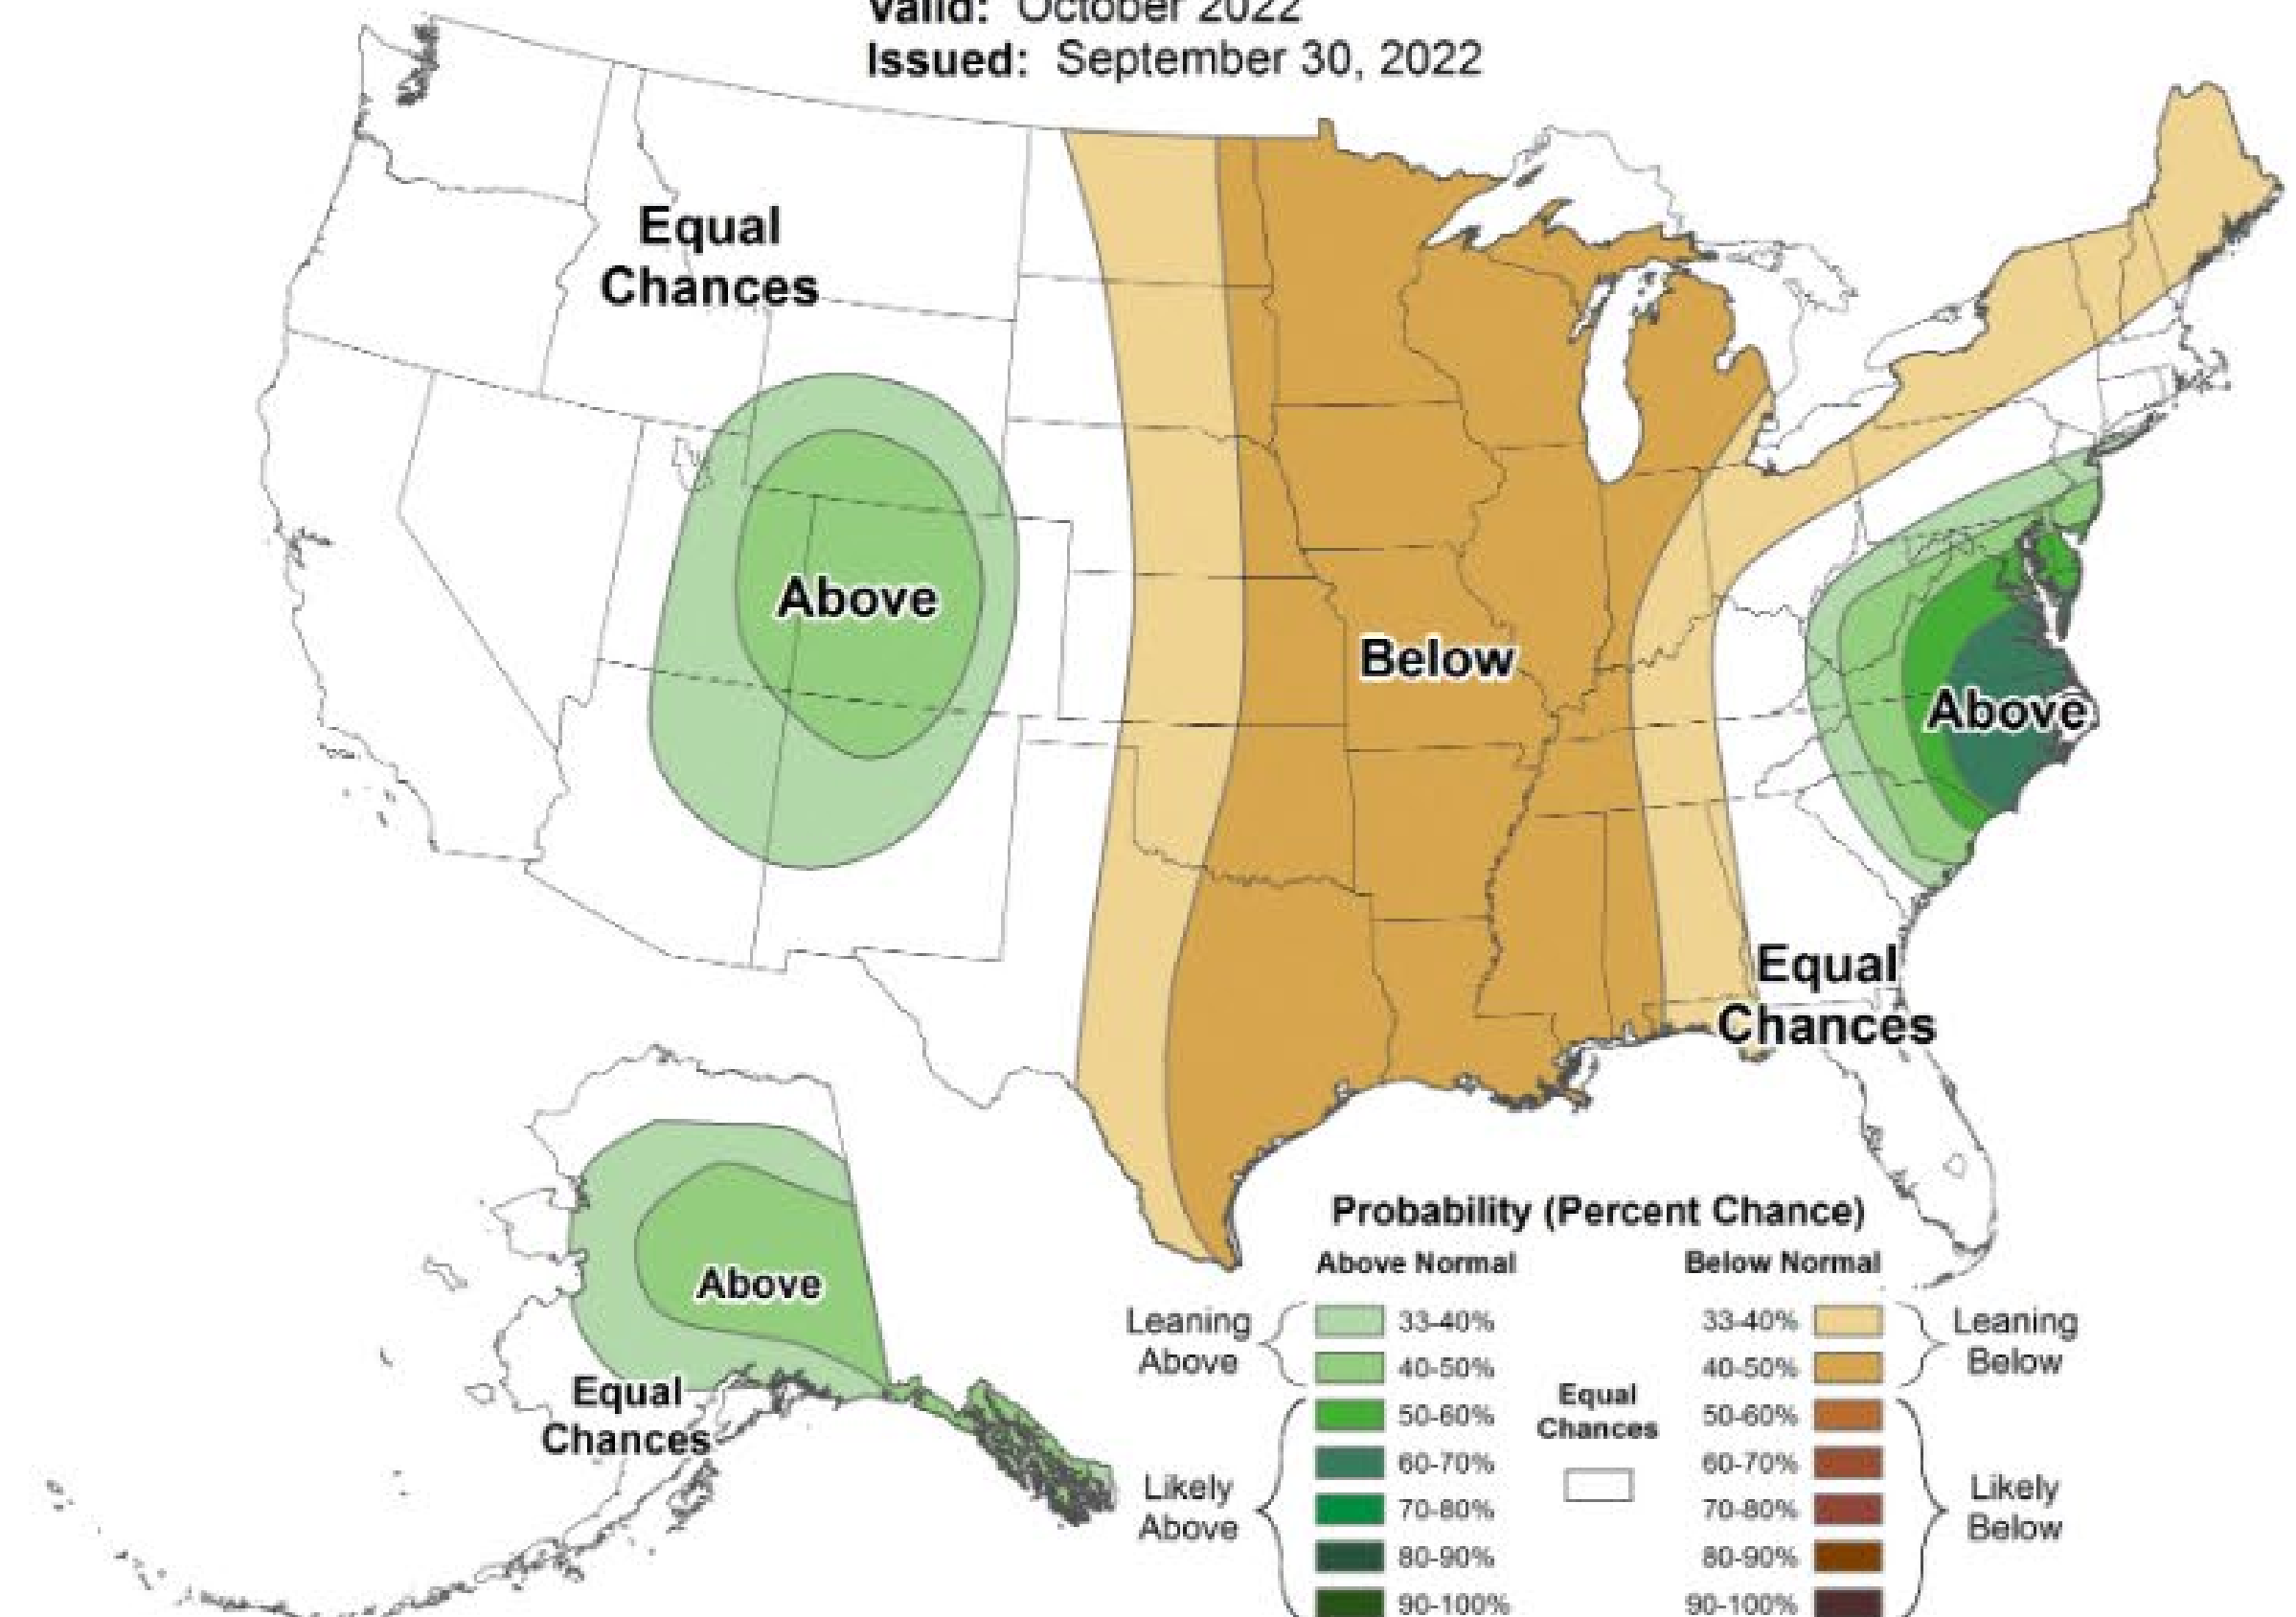 Valid: October 2022
Issued: September 30, 2022
Equal
Chances
Above
Below
Above
Equal
Chances
Above
Equal
Chances
Probability (Percent Chance)
Above Normal
Below Normal
Leaning
Above
33-40%
40-50%
Likely
Above
50-60%
60-70%
70-80%
80-90%
90-100%
Equal
Chances
33-40%
40-50%
Leaning
Below
50-60%
60-70%
70-80%
80-90%
90-100%
Likely
Below